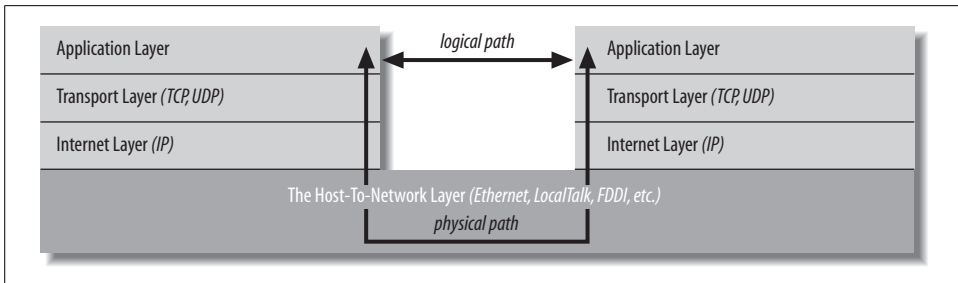 Application Layer
logical path
Application Layer
Transport Layer (TCP, UDP)
Transport Layer (TCP, UDP)
Internet Layer (IP)
Internet Layer (IP)
The Host-To-Network Layer (Ethernet, LocalTalk, FDDI, etc.)
physical path